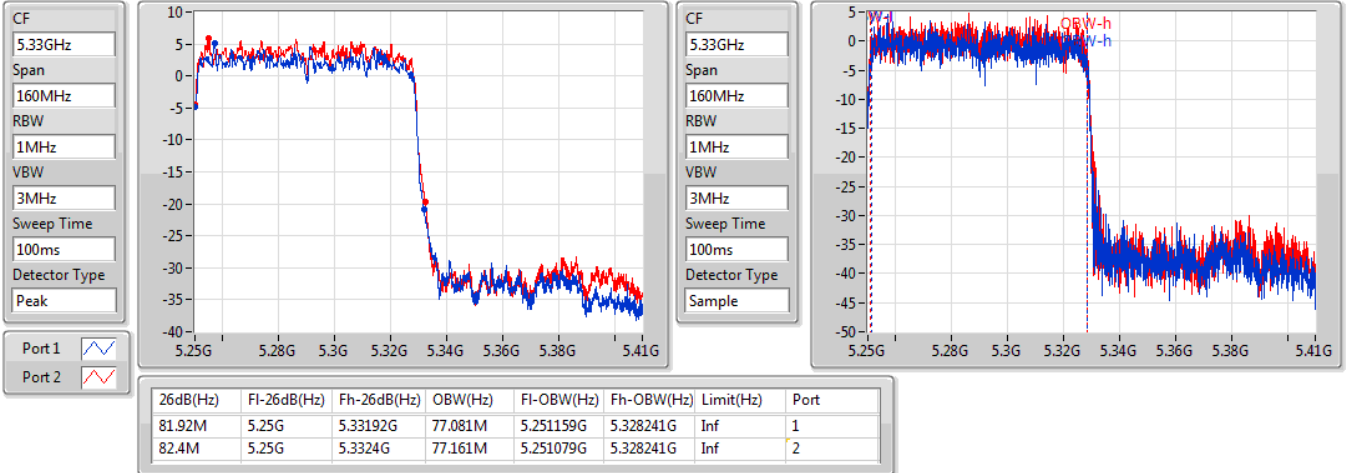 CF
5.33GHz
Span
160MHz
RBW
1MHz
VBW
3MHz
Sweep Time
100ms
Detector Type
Peak
Port 1
Port 2
10
5
0
-5
-10
-15
-20
-25
-30
-35
-40
5.25G 5.28G 5.3G 5.32G 5.34G 5.36G 5.38G 5.41G
CF
5.33GHz
Span
160MHz
RBW
1MHz
VBW
3MHz
Sweep Time
100ms
Detector Type
Sample
OBW-h
5
0
-5
-10
-15
-20
-25
-30
-35
-40
-45
-50
5.25G 5.28G 5.3G 5.32G 5.34G 5.36G 5.38G 5.41G
26dB(Hz) Fl-26dB(Hz) Fh-26dB(Hz) OBW(Hz) Fl-OBW(Hz) Fh-OBW(Hz) Limit(Hz) Port
81.92M 5.25G 5.33192G 77.081M 5.251159G 5.328241G Inf 1
82.4M 5.25G 5.3324G 77.161M 5.251079G 5.328241G Inf 2